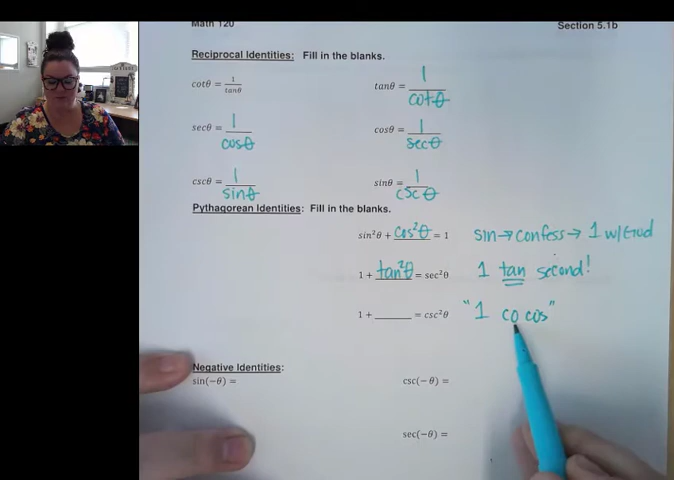 Math 120 Section 5.1b
Reciprocal Identities: Fill in the blanks.
cotθ = 1/tanθ tanθ = 1/cotθ
secθ = 1/cosθ cosθ = 1/secθ
cscθ = 1/sinθ sinθ = 1/cscθ
Pythagorean Identities: Fill in the blanks.
sin²θ + cos²θ = 1 sin→confess→1 w/God
1 + tan²θ = sec²θ 1 tan second!
1 + ______ = csc²θ "1 co cos"
Negative Identities:
sin(−θ) = csc(−θ) =
sec(−θ) =